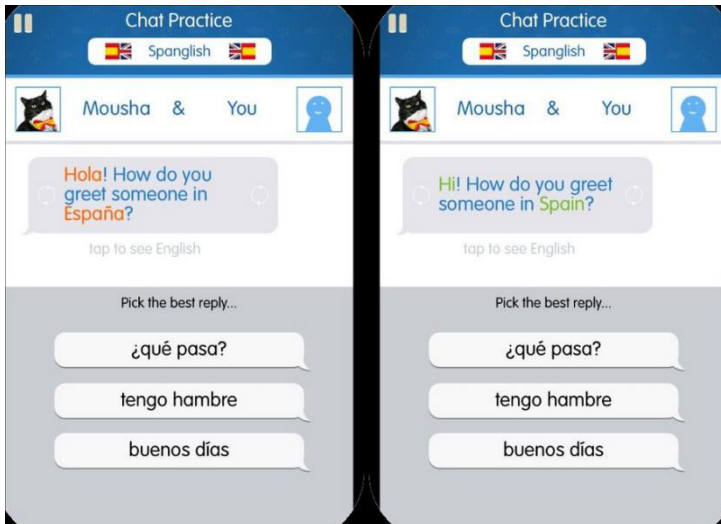 Chat Practice
Spanglish
Mousha & You
Hola! How do you
greet someone in
España?
tap to see English
Pick the best reply...
¿qué pasa?
tengo hambre
buenos días
Chat Practice
Spanglish
Mousha & You
Hi! How do you greet
someone in Spain?
tap to see English
Pick the best reply...
¿qué pasa?
tengo hambre
buenos días